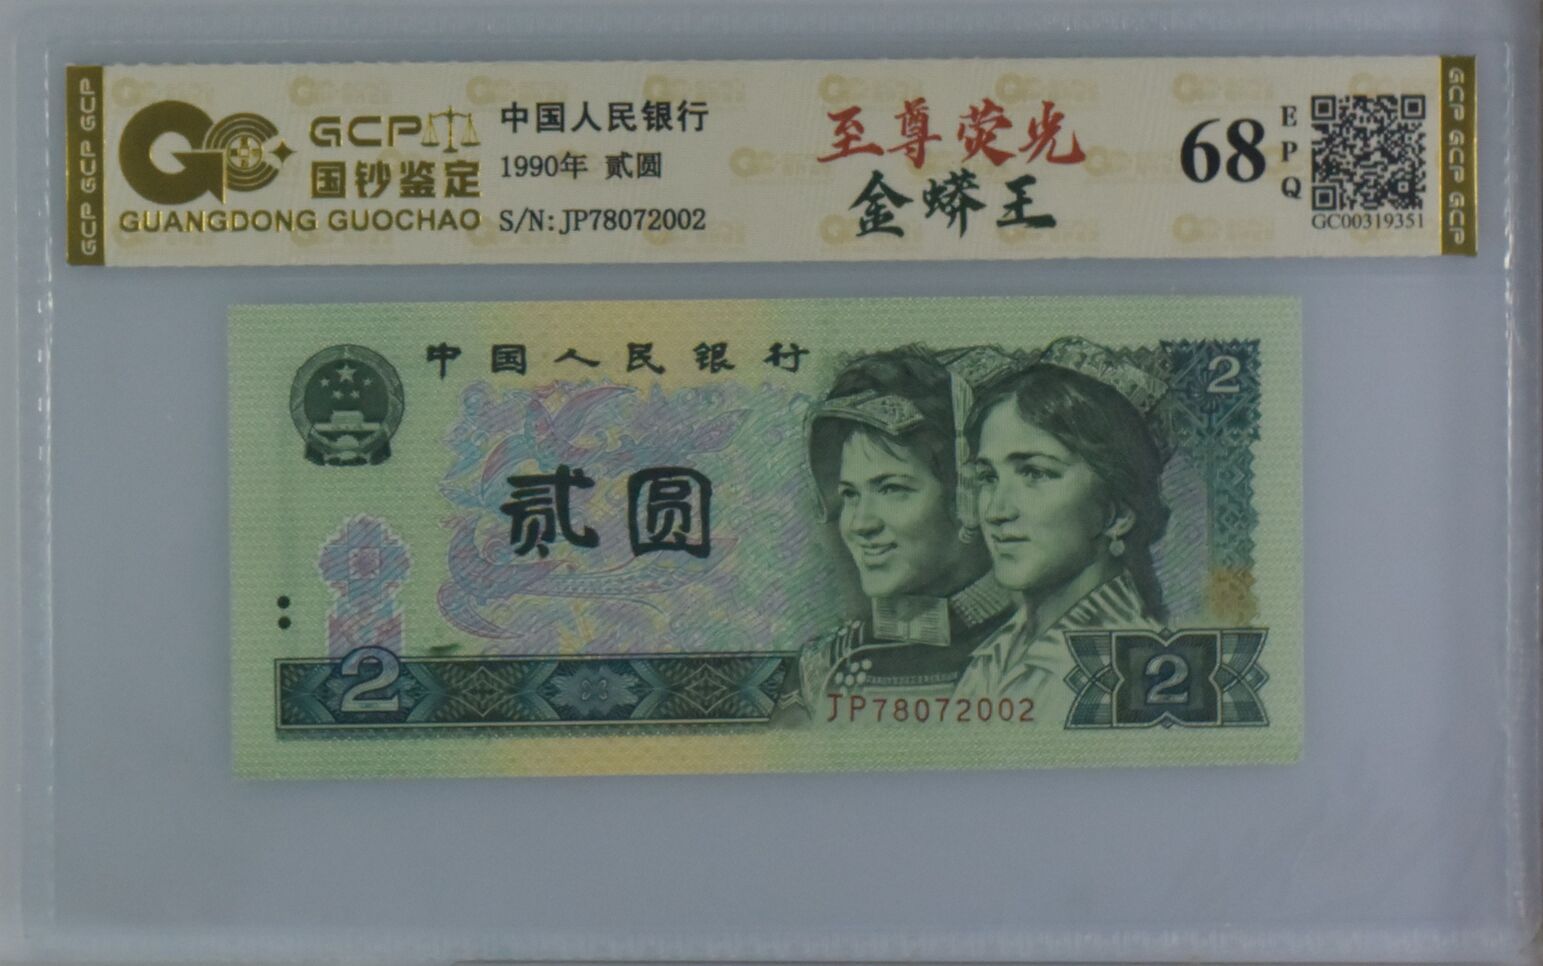 GCP GCP GCP
GCP
国钞鉴定
GUANGDONG GUOCHAO
中国人民银行
1990年 贰圆
S/N: JP78072002
至尊荧光
金蟒王
68
EPQ
GC00319351
GCP GCP GCP
中国人民银行
2
贰圆
2
JP78072002
2